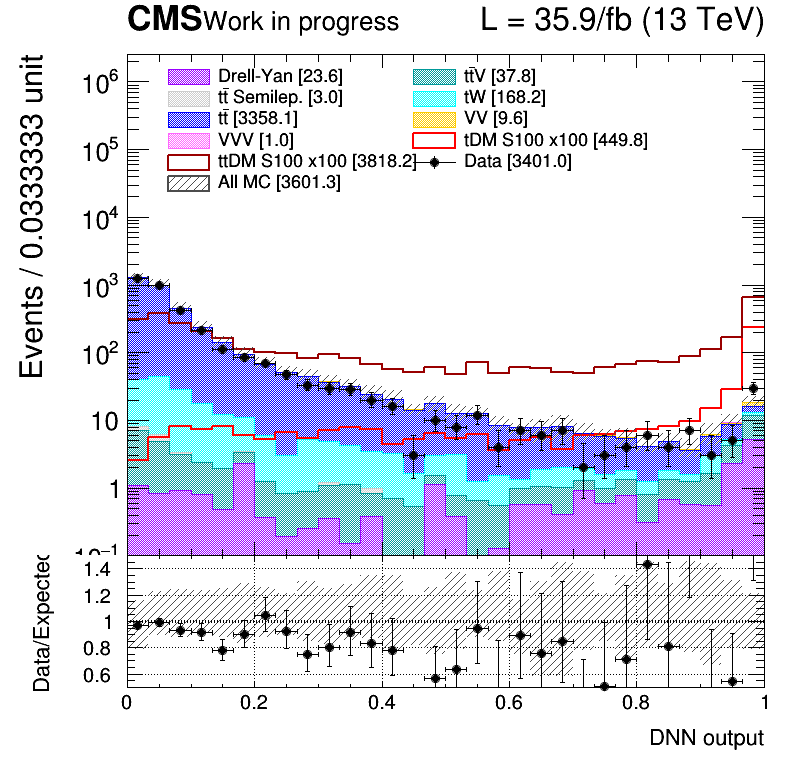 CMS Work in progress L = 35.9/fb (13 TeV)
Events / 0.0333333 unit
10⁶
10⁵
10⁴
10³
10²
10
1
10⁻¹
Drell-Yan [23.6]
tt̄V [37.8]
tt̄ Semilep. [3.0]
tW [168.2]
tt̄ [3358.1]
VV [9.6]
VVV [1.0]
tDM S100 x100 [449.8]
ttDM S100 x100 [3818.2]
Data [3401.0]
All MC [3601.3]
Data/Expected
1.4
1.2
1
0.8
0.6
0 0.2 0.4 0.6 0.8 1
DNN output